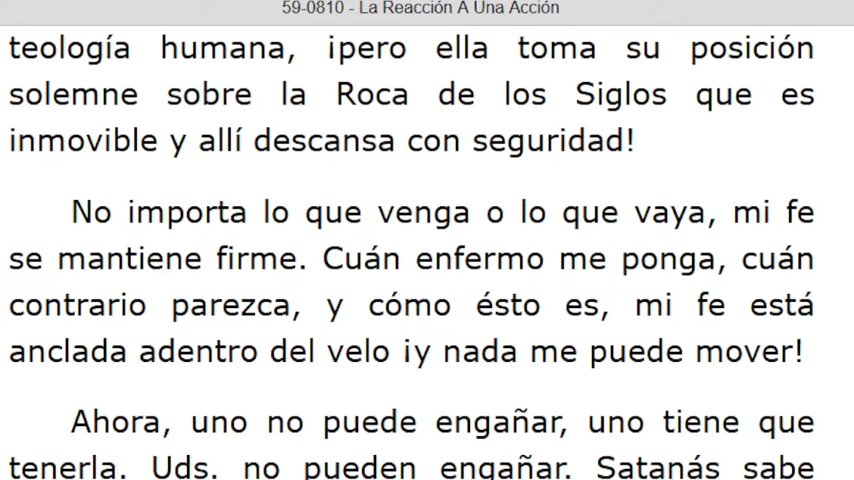 59-0810 - La Reacción A Una Acción
teología humana, ¡pero ella toma su posición
solemne sobre la Roca de los Siglos que es
inmovible y allí descansa con seguridad!
No importa lo que venga o lo que vaya, mi fe
se mantiene firme. Cuán enfermo me ponga, cuán
contrario parezca, y cómo ésto es, mi fe está
anclada adentro del velo ¡y nada me puede mover!
Ahora, uno no puede engañar, uno tiene que
tenerla. Uds. no pueden engañar. Satanás sabe